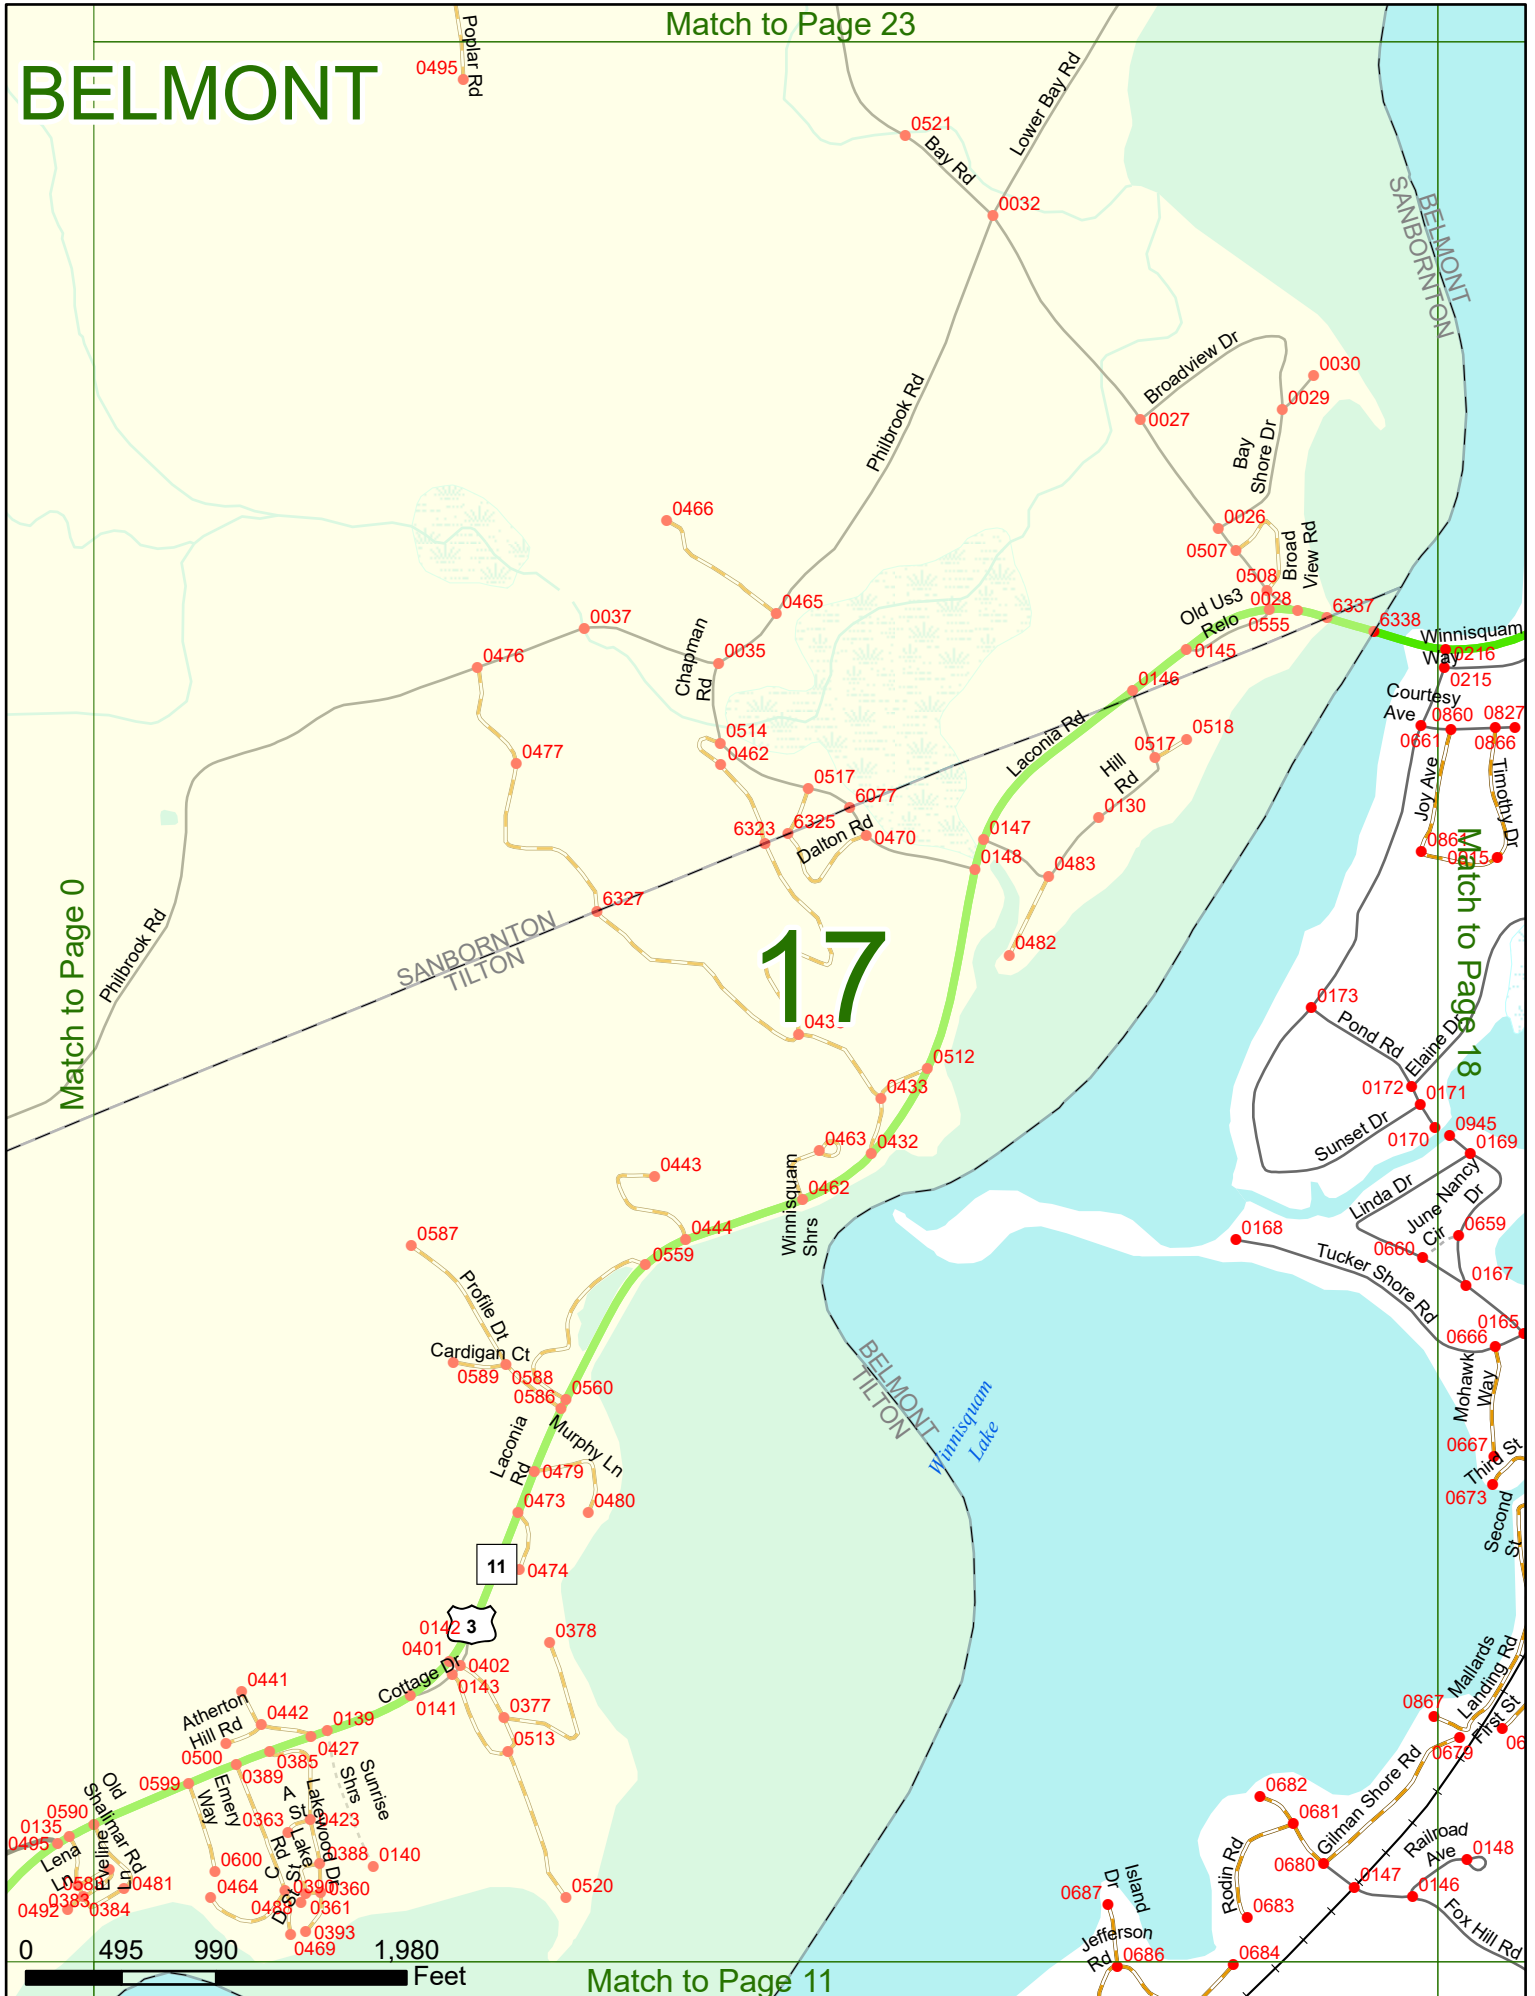 Match to Page 23
BELMONT
Poplar Rd
0495
0521
Bay Rd
Lower Bay Rd
0032
BELMONT
SANBORNTON
Broadview Dr
0030
0029
0027
Philbrook Rd
Bay
Shore Dr
0466
0026
0507
Broad
View Rd
0508
0028
Old Us3
Relo
0555
6337
6338
Winnisquam
Way
0216
0215
0465
0037
0035
0476
Chapman
Rd
0145
0146
Courtesy
Ave
0860
0827
0661
0866
0514
0462
0477
0518
0517
Laconia Rd
Hill
Rd
0130
Joy Ave
Timothy Dr
0517
6077
6325
6323
Dalton Rd
0470
0147
0148
0483
0861
0815
Match to Page 18
Match to Page 0
6327
SANBORNTON
TILTON
17
0482
Philbrook Rd
0173
Pond Rd
Elaine Dr
0512
0433
0172
0171
0170
0945
0169
Sunset Dr
0463
0432
0443
0462
Winnisquam
Shrs
Linda Dr
June Nancy
Cir
Dr
0659
0660
0168
Tucker Shore Rd
0167
0165
0666
0444
0559
0587
Profile Dt
Cardigan Ct
0589
0588
0586
0560
BELMONT
TILTON
Winnisquam
Lake
Mohawk
Way
0667
Third St
0673
Second
St
Laconia
Rd
Murphy Ln
0479
0473
0480
11
0474
0142
3
0401
0402
0378
Cottage Dr
0143
0141
0377
0513
Mallards
Landing Rd
0867
First St
0679
0441
Atherton
Hill Rd
0442
0139
0427
0500
0385
0389
0599
Emery
Way
Sunrise
Shrs
A
St
Lakewood Dr
0423
0363
Old
Shalimar Rd
0590
0135
0495
Lena
Ln
Eveline
Ln
0481
0383
0492
0384
0600
0464
C
Rd
Lake
St
0388
0140
0390
0360
0488
0361
D St
0393
0469
0520
0682
0681
Gilman Shore Rd
Rodin Rd
0680
0683
Railroad
Ave
0148
0147
0146
Fox Hill Rd
Island
Dr
0687
Jefferson
Rd
0686
0684
0
495
990
1,980
Feet
Match to Page 11